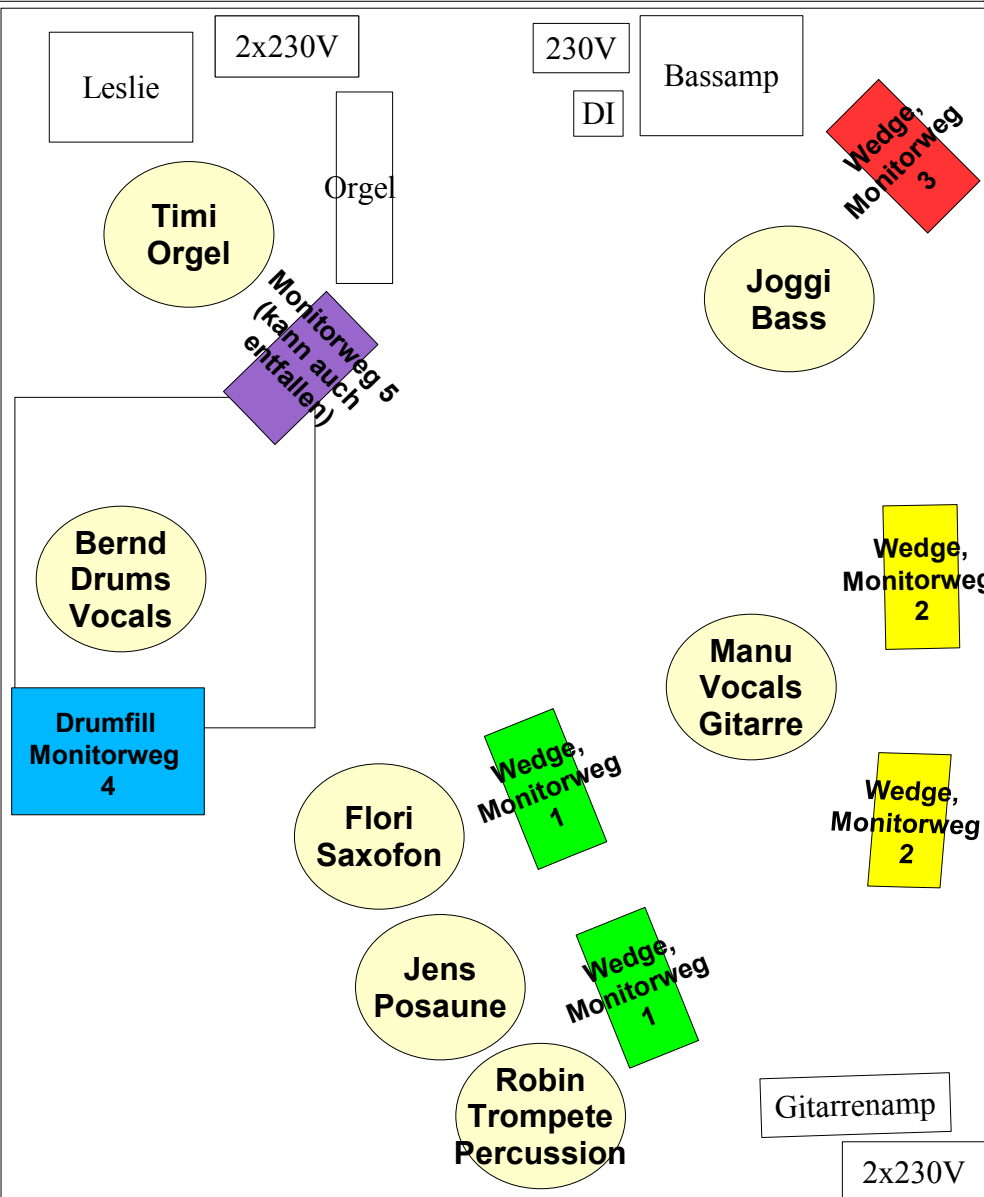 Leslie
2x230V
230V
DI
Bassamp
Wedge,
Monitorweg
3
Orgel
Timi
Orgel
Joggi
Bass
Monitorweg 5
(kann auch
entfallen)
Bernd
Drums
Vocals
Wedge,
Monitorweg
2
Manu
Vocals
Gitarre
Drumfill
Monitorweg
4
Wedge,
Monitorweg
1
Wedge,
Monitorweg
2
Flori
Saxofon
Jens
Posaune
Wedge,
Monitorweg
1
Robin
Trompete
Percussion
Gitarrenamp
2x230V